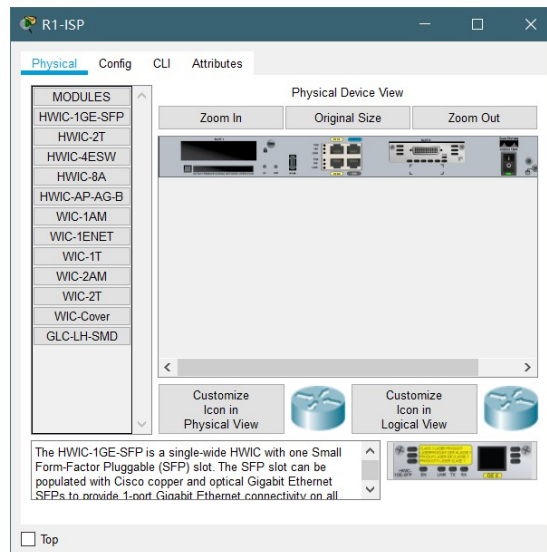 R1-ISP
Physical Config CLI Attributes
MODULES
HWIC-1GE-SFP
HWIC-2T
HWIC-4ESW
HWIC-8A
HWIC-AP-AG-B
WIC-1AM
WIC-1ENET
WIC-1T
WIC-2AM
WIC-2T
WIC-Cover
GLC-LH-SMD
Physical Device View
Zoom In Original Size Zoom Out
Customize
Icon in
Physical View
Customize
Icon in
Logical View
The HWIC-1GE-SFP is a single-wide HWIC with one Small
Form-Factor Pluggable (SFP) slot. The SFP slot can be
populated with Cisco copper and optical Gigabit Ethernet
SFPs to provide 1-port Gigabit Ethernet connectivity on all
Top